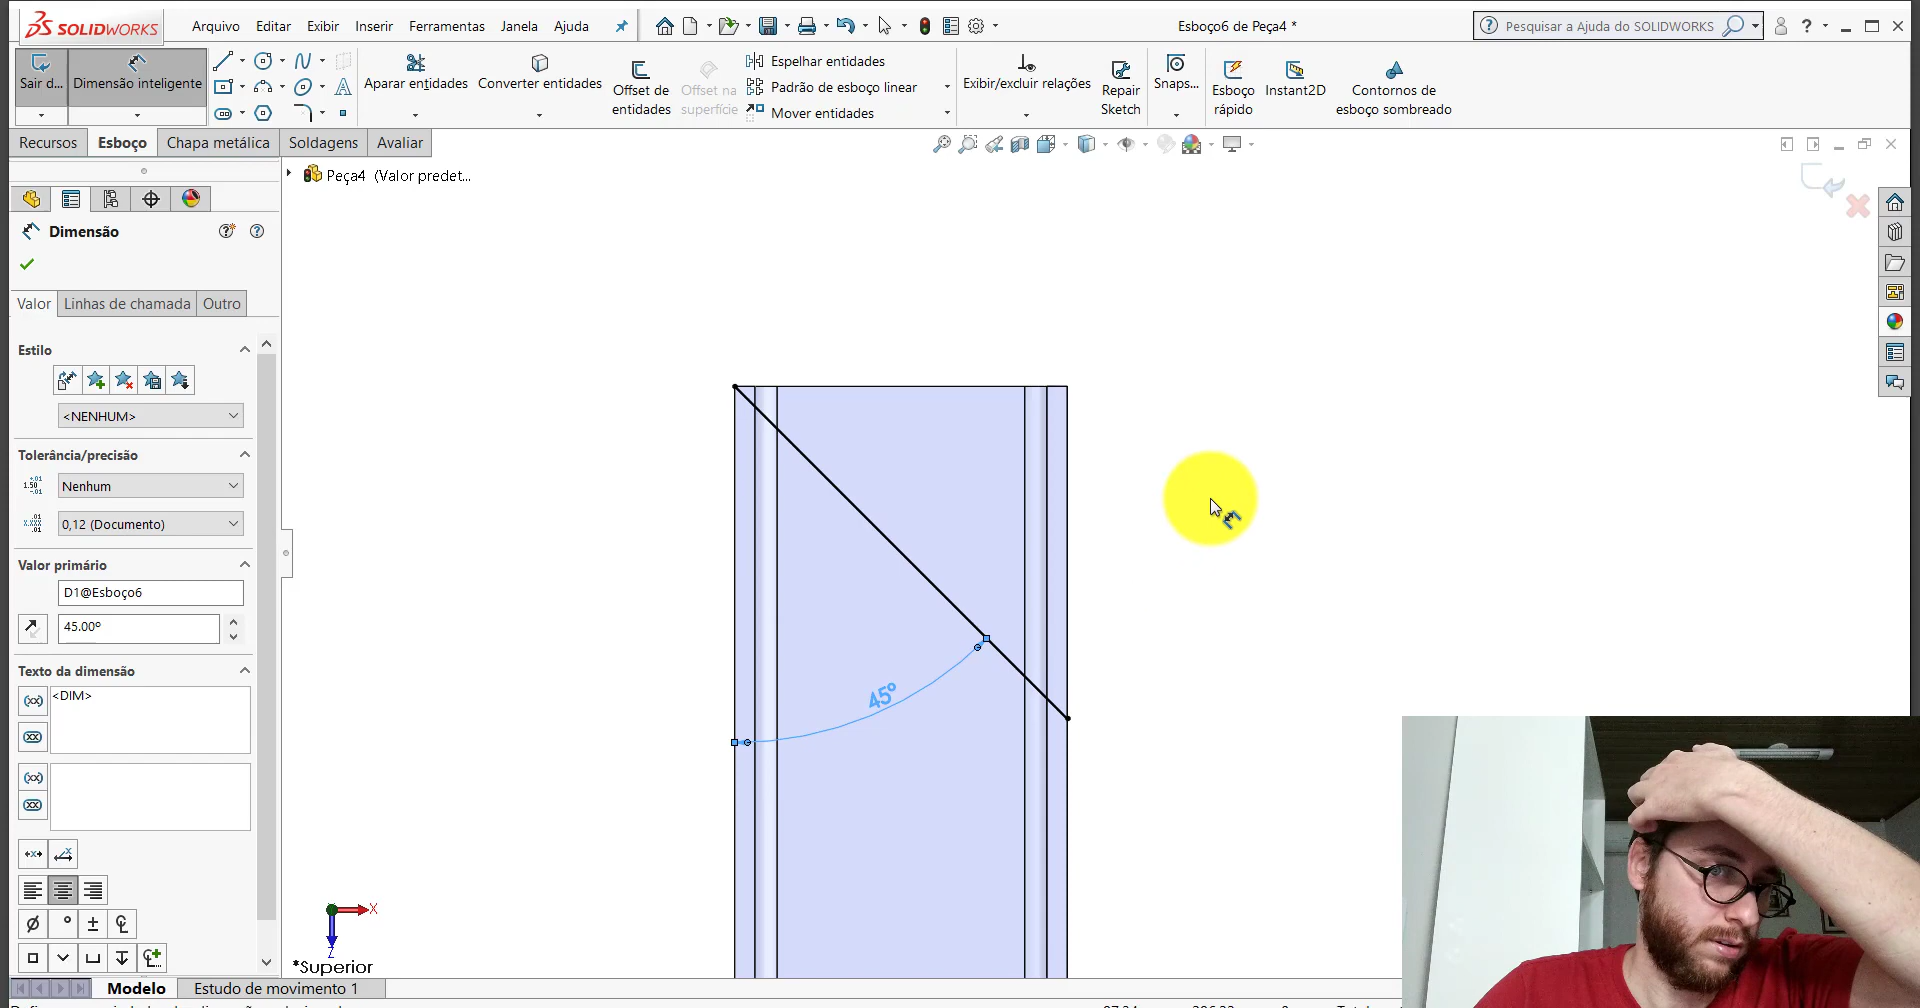 SOLIDWORKS
Arquivo Editar Exibir Inserir Ferramentas Janela Ajuda
Esboço6 de Peça4 *
Pesquisar a Ajuda do SOLIDWORKS
Sair d...
Dimensão inteligente
Aparar entidades
Converter entidades
Offset de entidades
Offset na superfície
Espelhar entidades
Padrão de esboço linear
Mover entidades
Exibir/excluir relações
Repair Sketch
Snaps...
Esboço rápido
Instant2D
Contornos de esboço sombreado
Recursos Esboço Chapa metálica Soldagens Avaliar
Peça4 (Valor predet...
Dimensão
Valor Linhas de chamada Outro
Estilo
<NENHUM>
Tolerância/precisão
Nenhum
0,12 (Documento)
Valor primário
D1@Esboço6
45.00º
Texto da dimensão
<DIM>
45º
X
Z
*Superior
Modelo Estudo de movimento 1